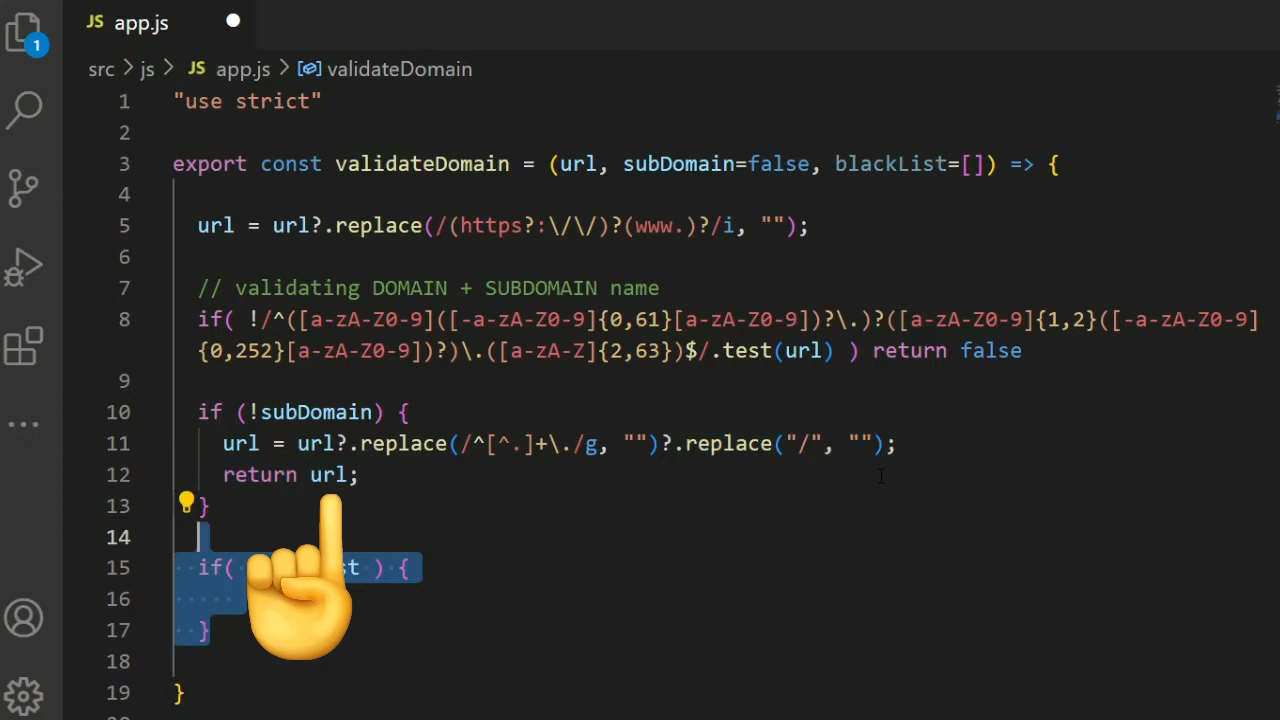 JS app.js
1
src > js > JS app.js > validateDomain
1 "use strict"
2
3 export const validateDomain = (url, subDomain=false, blackList=[]) => {
4
5 url = url?.replace(/(https?:\/\/)?(www.)?/i, "");
6
7 // validating DOMAIN + SUBDOMAIN name
8 if( !/^([a-zA-Z0-9]([-a-zA-Z0-9]{0,61}[a-zA-Z0-9])?\.)?([a-zA-Z0-9]{1,2}([-a-zA-Z0-9]
{0,252}[a-zA-Z0-9])?)\.([a-zA-Z]{2,63})$/.test(url) ) return false
9
10 if (!subDomain) {
11 url = url?.replace(/^[^.]+\./g, "")?.replace("/", "");
12 return url;
13 }
14
15 if( st ) {
16
17 }
18
19 }